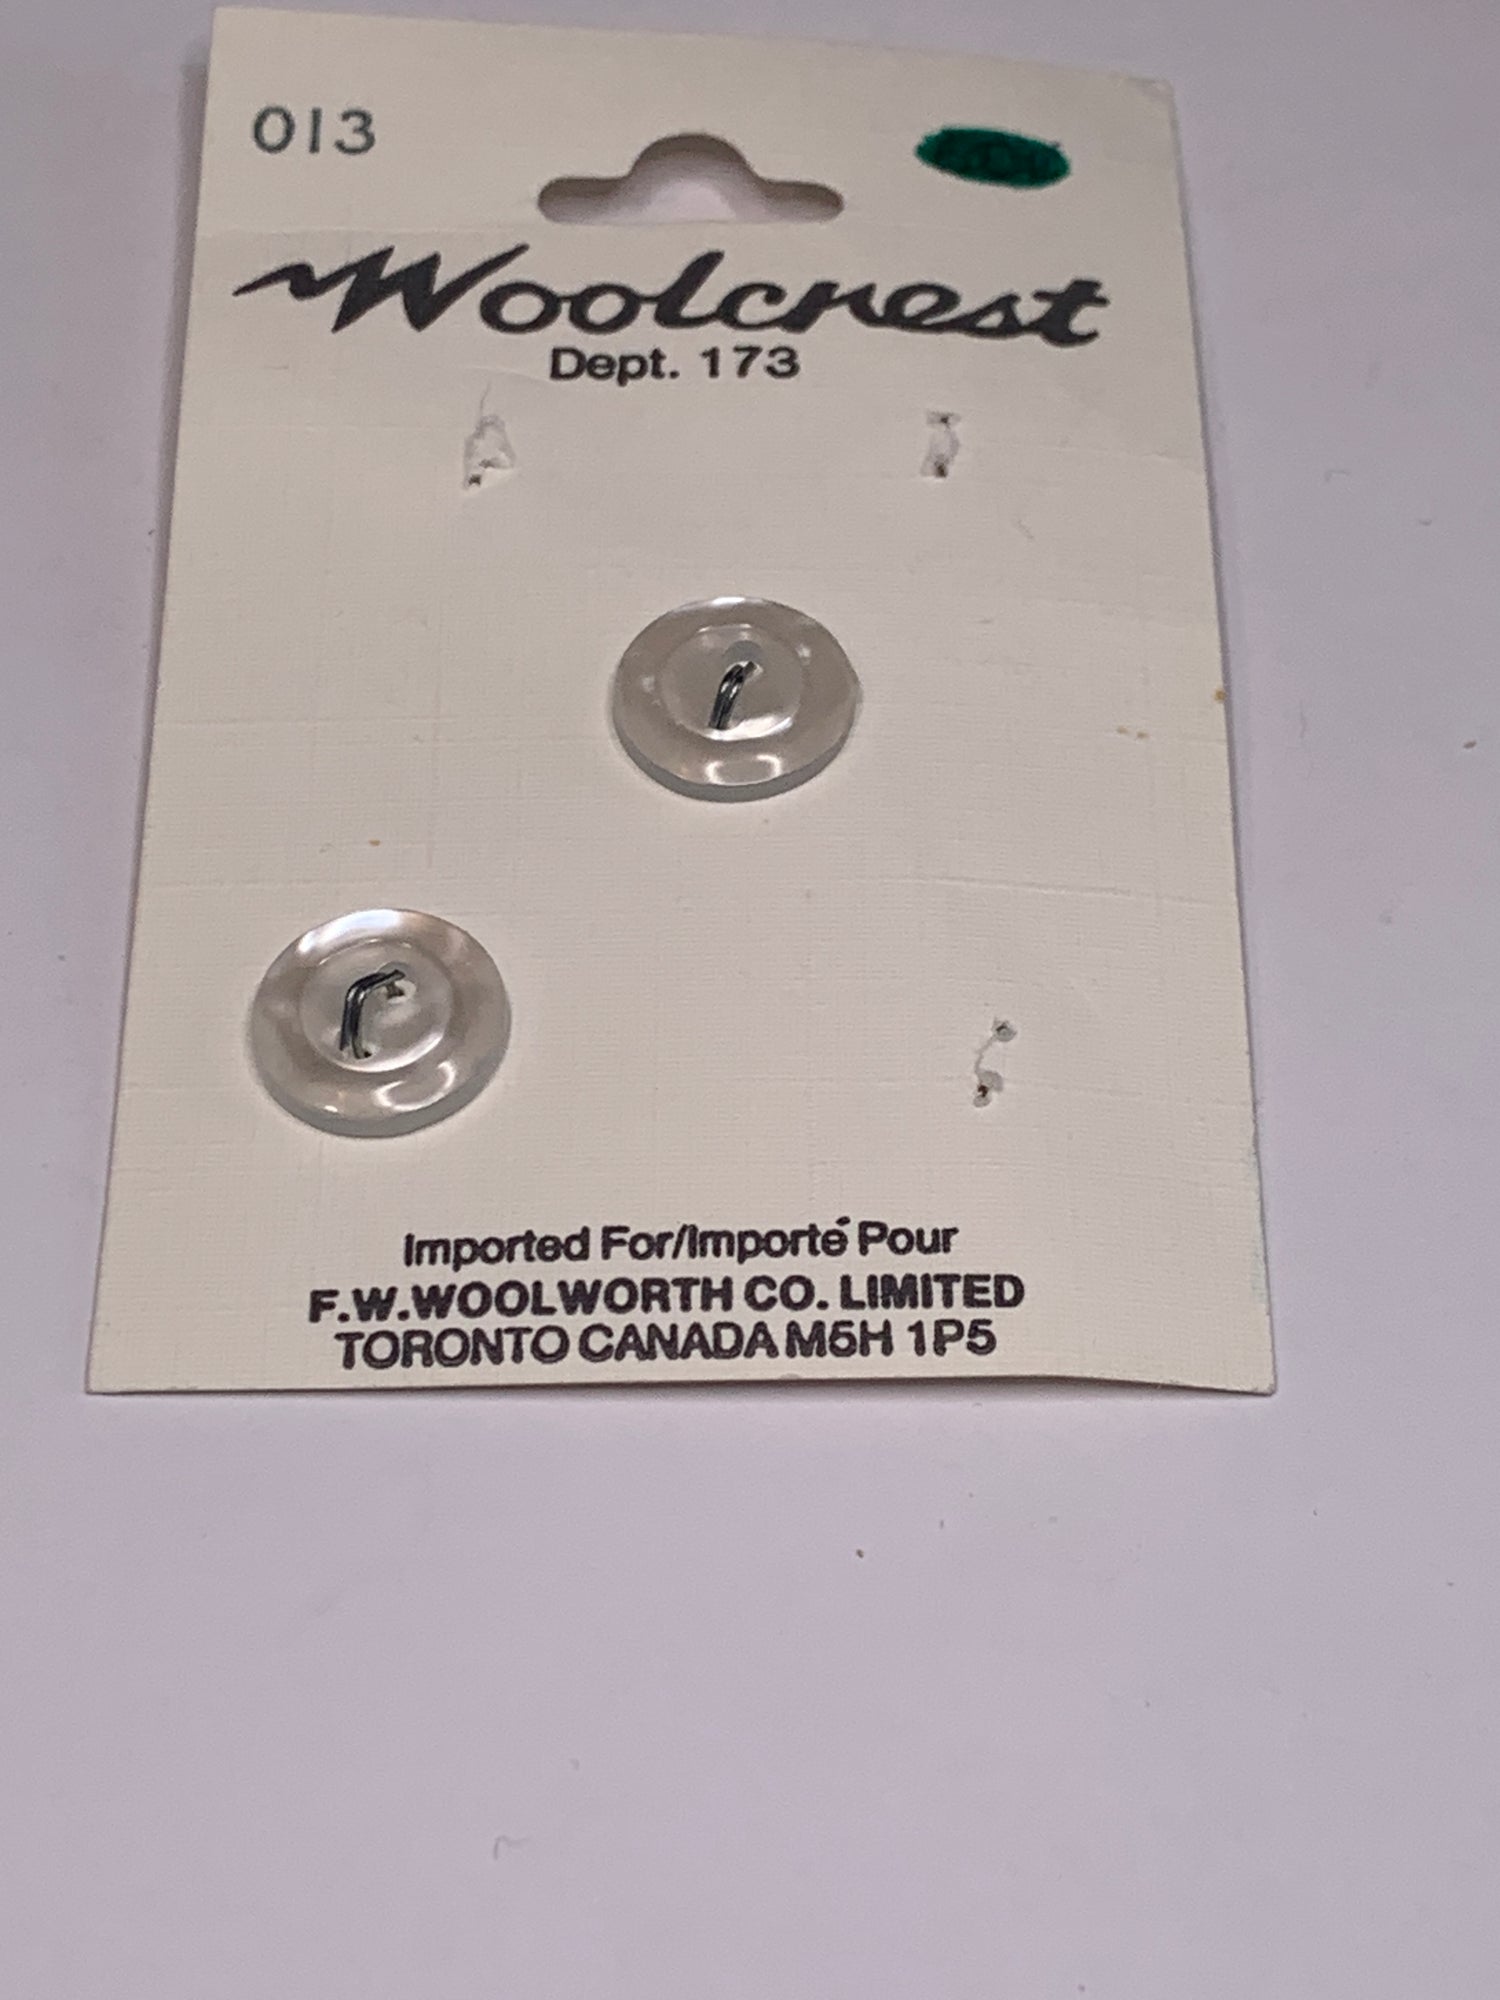 013
Woolcrest
Dept. 173
Imported For/Importé Pour
F.W.WOOLWORTH CO. LIMITED
TORONTO CANADA M5H 1P5